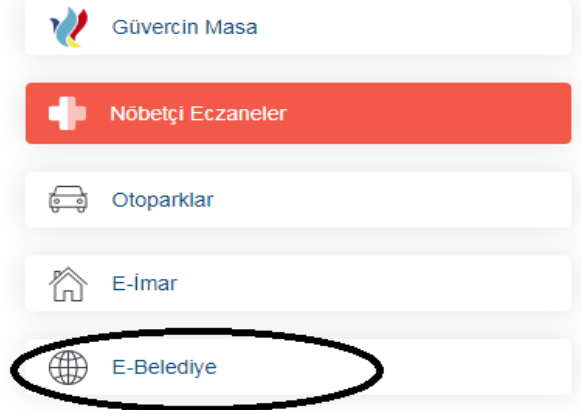 Güvercin Masa
Nöbetçi Eczaneler
Otoparklar
E-İmar
E-Belediye